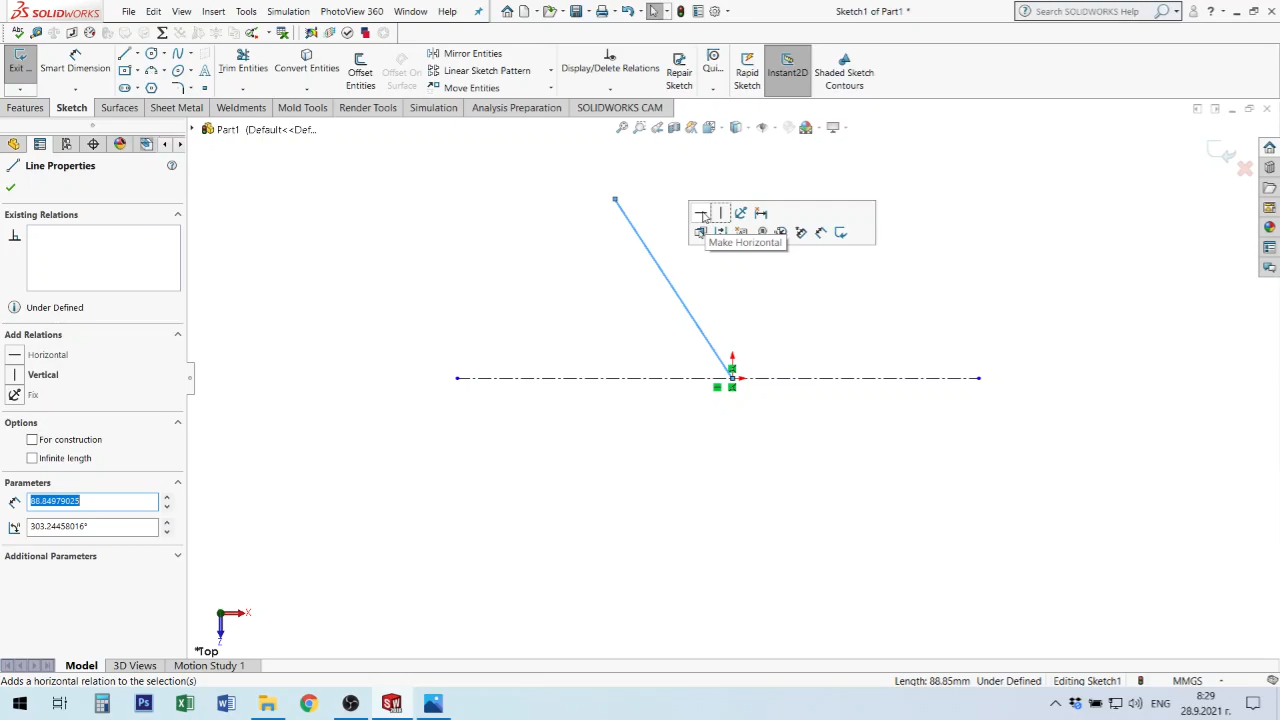 SOLIDWORKS File Edit View Insert Tools Simulation PhotoView 360 Window Help Sketch1 of Part1 * Search SOLIDWORKS Help
Exit ... Smart Dimension Trim Entities Convert Entities Offset Entities Offset On Surface Mirror Entities Linear Sketch Pattern Move Entities Display/Delete Relations Repair Sketch Qui... Rapid Sketch Instant2D Shaded Sketch Contours
Features Sketch Surfaces Sheet Metal Weldments Mold Tools Render Tools Simulation Analysis Preparation SOLIDWORKS CAM
Part1 (Default<<Def...
Line Properties
Existing Relations
Make Horizontal
Under Defined
Add Relations
Horizontal
Vertical
Fix
Options
For construction
Infinite length
Parameters
88.84979025
303.24458016°
Additional Parameters
X
Z
*Top
Model 3D Views Motion Study 1
Adds a horizontal relation to the selection(s) Length: 88.85mm Under Defined Editing Sketch1 MMGS
ENG 8:29
28.9.2021 г.